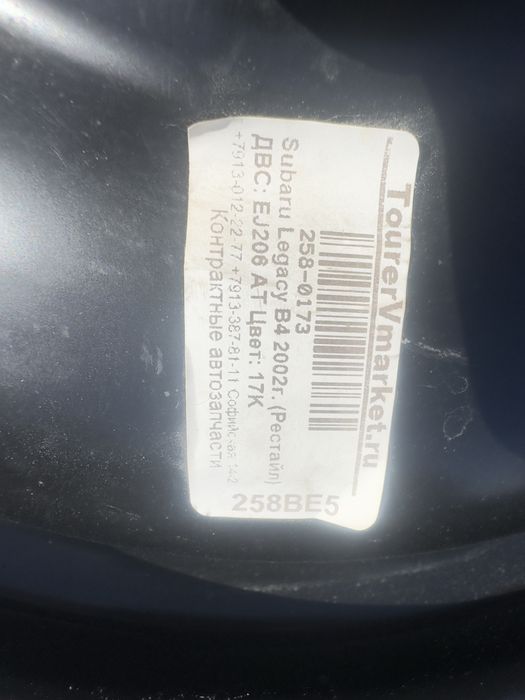 TourerVmarket.ru
258-0173
Subaru Legacy B4 2002г. (Рестайл)
ДВС: EJ206 AT Цвет: 17K
+7913-012-22-77 +7913-387-81-11 Софийская 14-2
Контрактные автозапчасти
258BE5